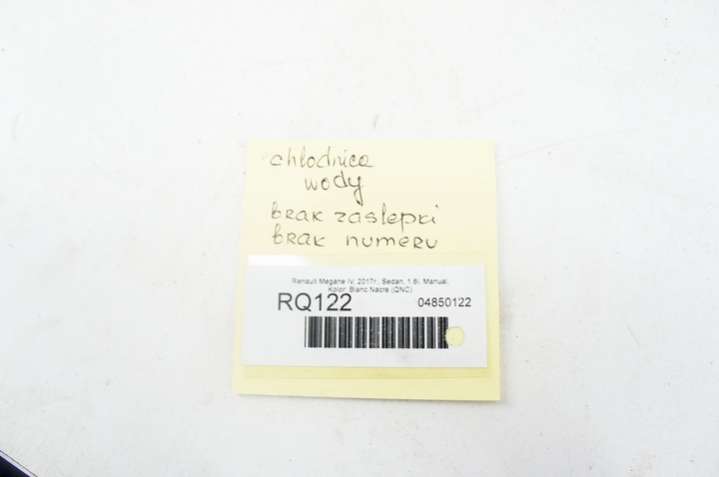 chłodnica
wody
brak zaslepki
brak numeru
Renault Megane IV, 2017r., Sedan, 1.6i, Manual,
Kolor: Blanc Nacre (QNC)
RQ122
04850122